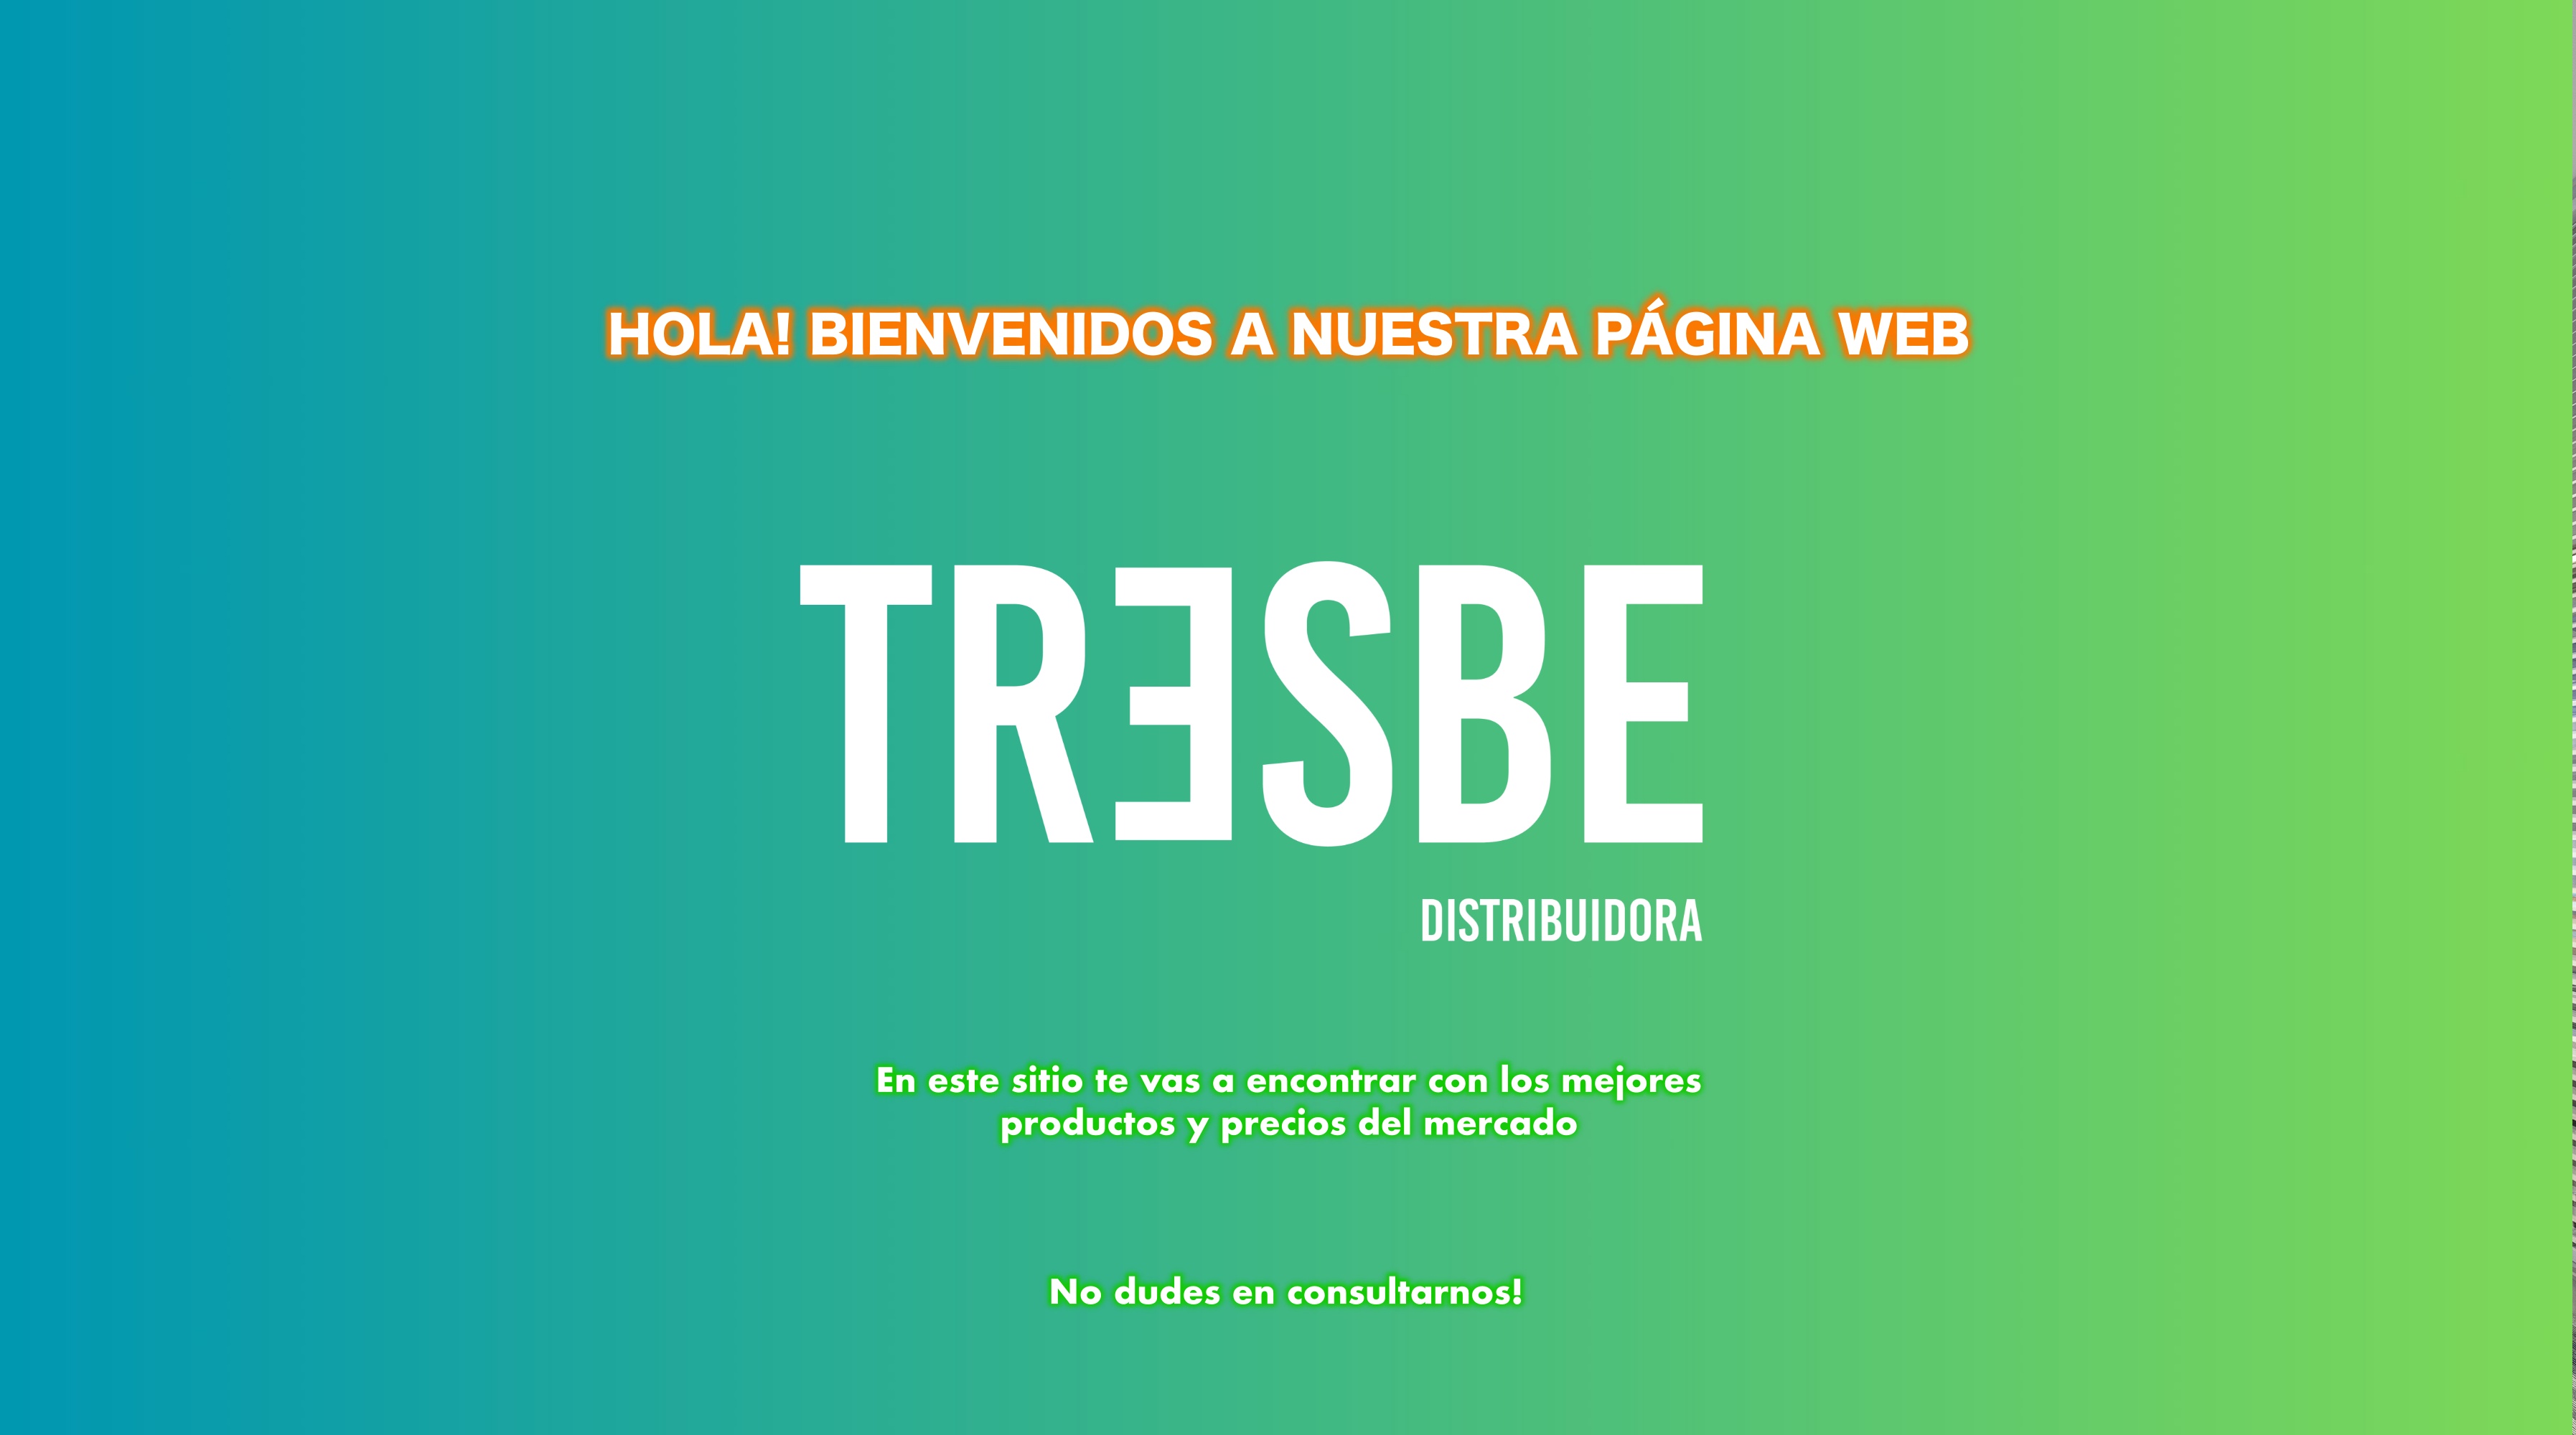 HOLA! BIENVENIDOS A NUESTRA PÁGINA WEB
TRESBE
DISTRIBUIDORA
En este sitio te vas a encontrar con los mejores
productos y precios del mercado
No dudes en consultarnos!